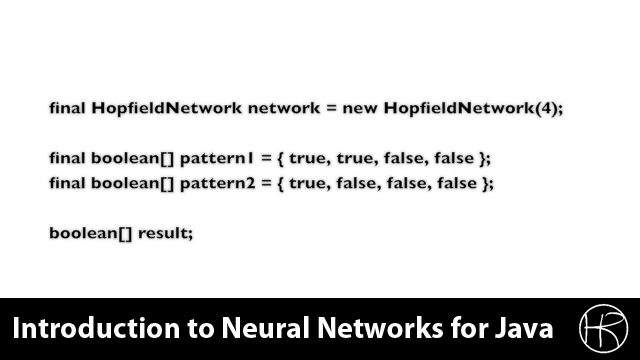 final HopfieldNetwork network = new HopfieldNetwork(4);
final boolean[] pattern1 = { true, true, false, false };
final boolean[] pattern2 = { true, false, false, false };
boolean[] result;
Introduction to Neural Networks for Java